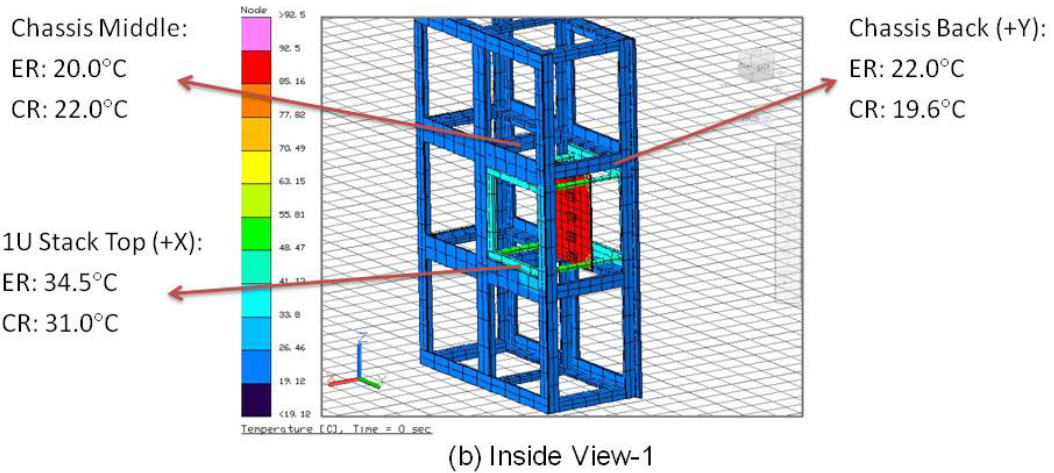 Chassis Middle:
ER: 20.0°C
CR: 22.0°C
1U Stack Top (+X):
ER: 34.5°C
CR: 31.0°C
Node
>92.5
92.5
85.16
77.82
70.49
63.15
55.81
48.47
41.13
33.8
26.46
19.12
<19.12
Z
Chassis Back (+Y):
ER: 22.0°C
CR: 19.6°C
Temperature [C], Time = 0 sec
(b) Inside View-1